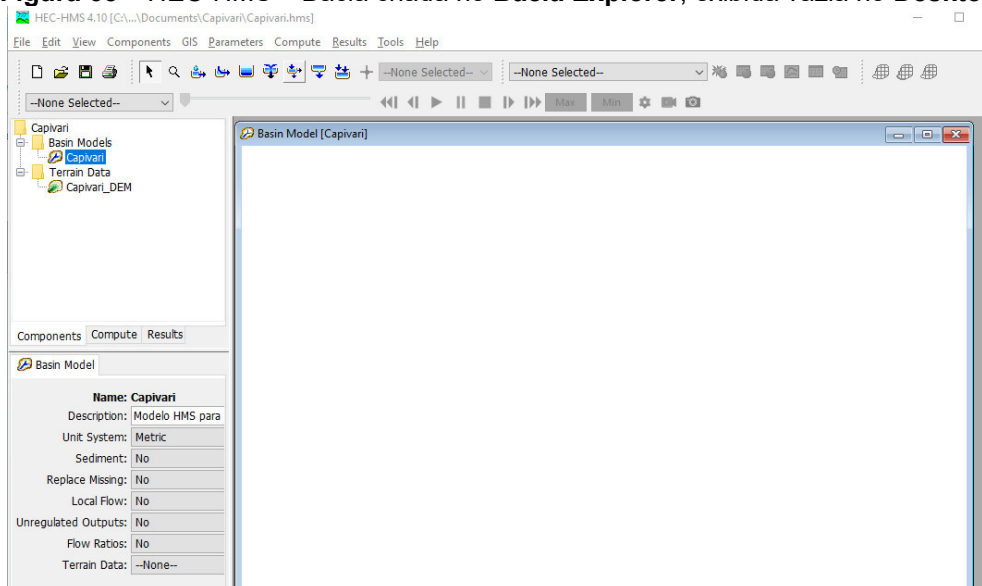 HEC-HMS 4.10 [C:\...\Documents\Capivari\Capivari.hms]
File Edit View Components GIS Parameters Compute Results Tools Help
--None Selected-- --None Selected--
--None Selected-- Max Min
Capivari
Basin Models
Capivari
Terrain Data
Capivari_DEM
Basin Model [Capivari]
Components Compute Results
Basin Model
Name: Capivari
Description: Modelo HMS para
Unit System: Metric
Sediment: No
Replace Missing: No
Local Flow: No
Unregulated Outputs: No
Flow Ratios: No
Terrain Data: --None--